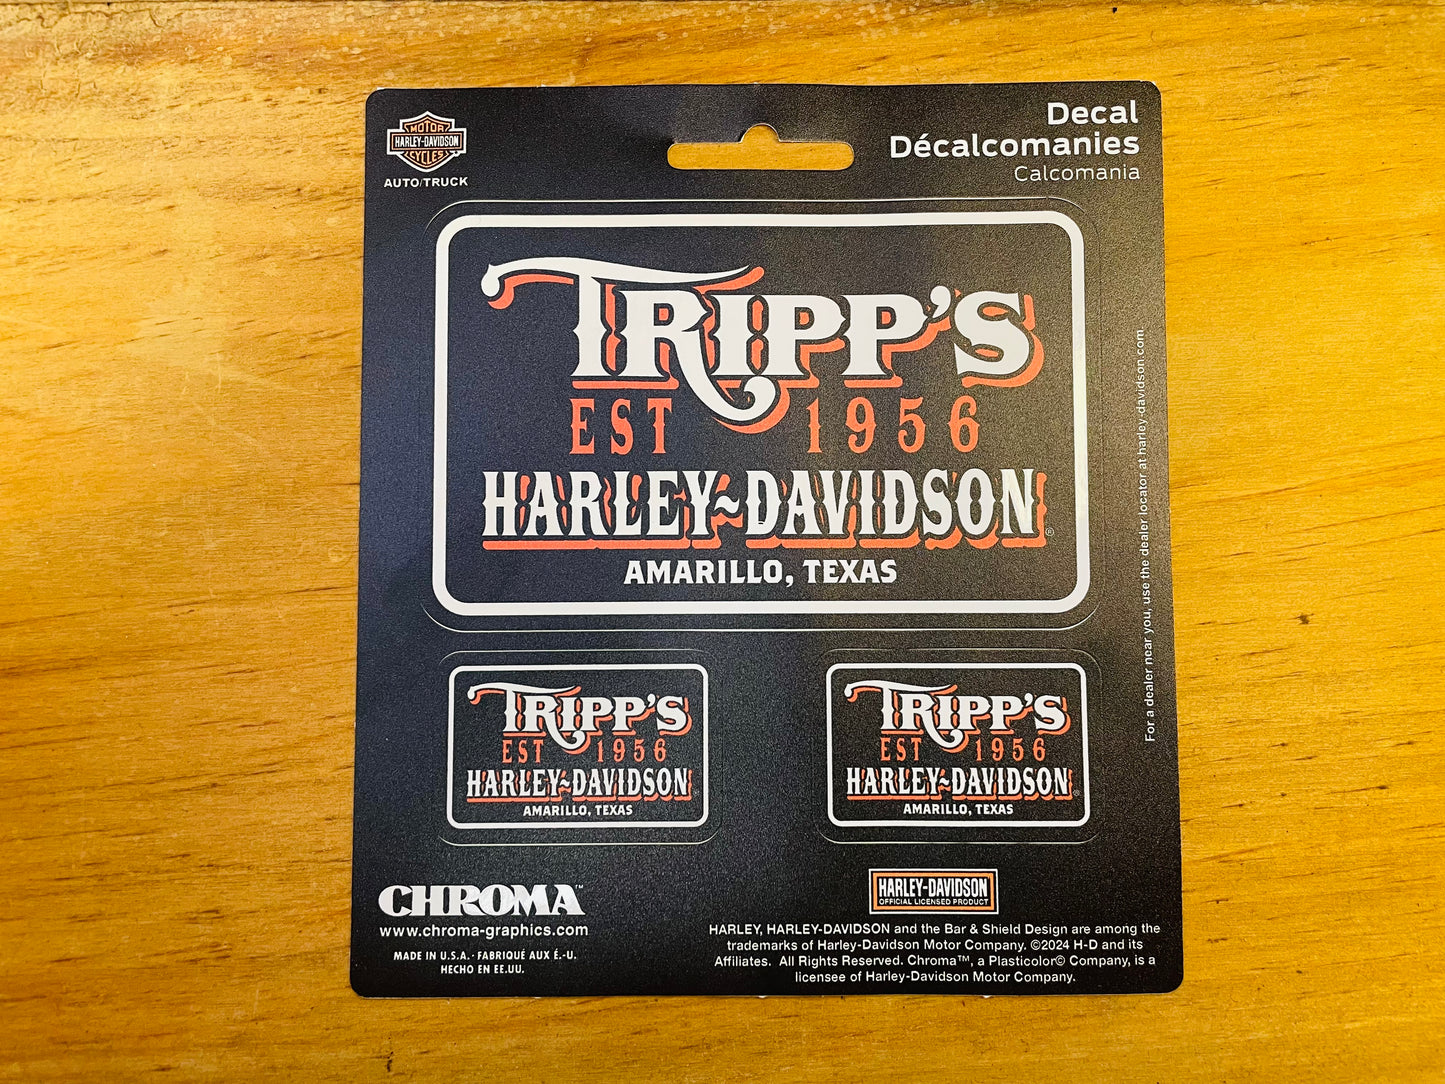 MOTOR
HARLEY-DAVIDSON
CYCLES
AUTO/TRUCK
Decal
Décalcomanies
Calcomania
TRIPP'S
EST 1956
HARLEY~DAVIDSON®
AMARILLO, TEXAS
For a dealer near you, use the dealer locator at harley-davidson.com
TRIPP'S
EST 1956
HARLEY~DAVIDSON
AMARILLO, TEXAS
TRIPP'S
EST 1956
HARLEY~DAVIDSON®
AMARILLO, TEXAS
CHROMA™
www.chroma-graphics.com
MADE IN U.S.A. · FABRIQUÉ AUX É.-U.
HECHO EN EE.UU.
HARLEY-DAVIDSON
OFFICIAL LICENSED PRODUCT
HARLEY, HARLEY-DAVIDSON and the Bar & Shield Design are among the
trademarks of Harley-Davidson Motor Company. ©2024 H-D and its
Affiliates. All Rights Reserved. Chroma™, a Plasticolor© Company, is a
licensee of Harley-Davidson Motor Company.